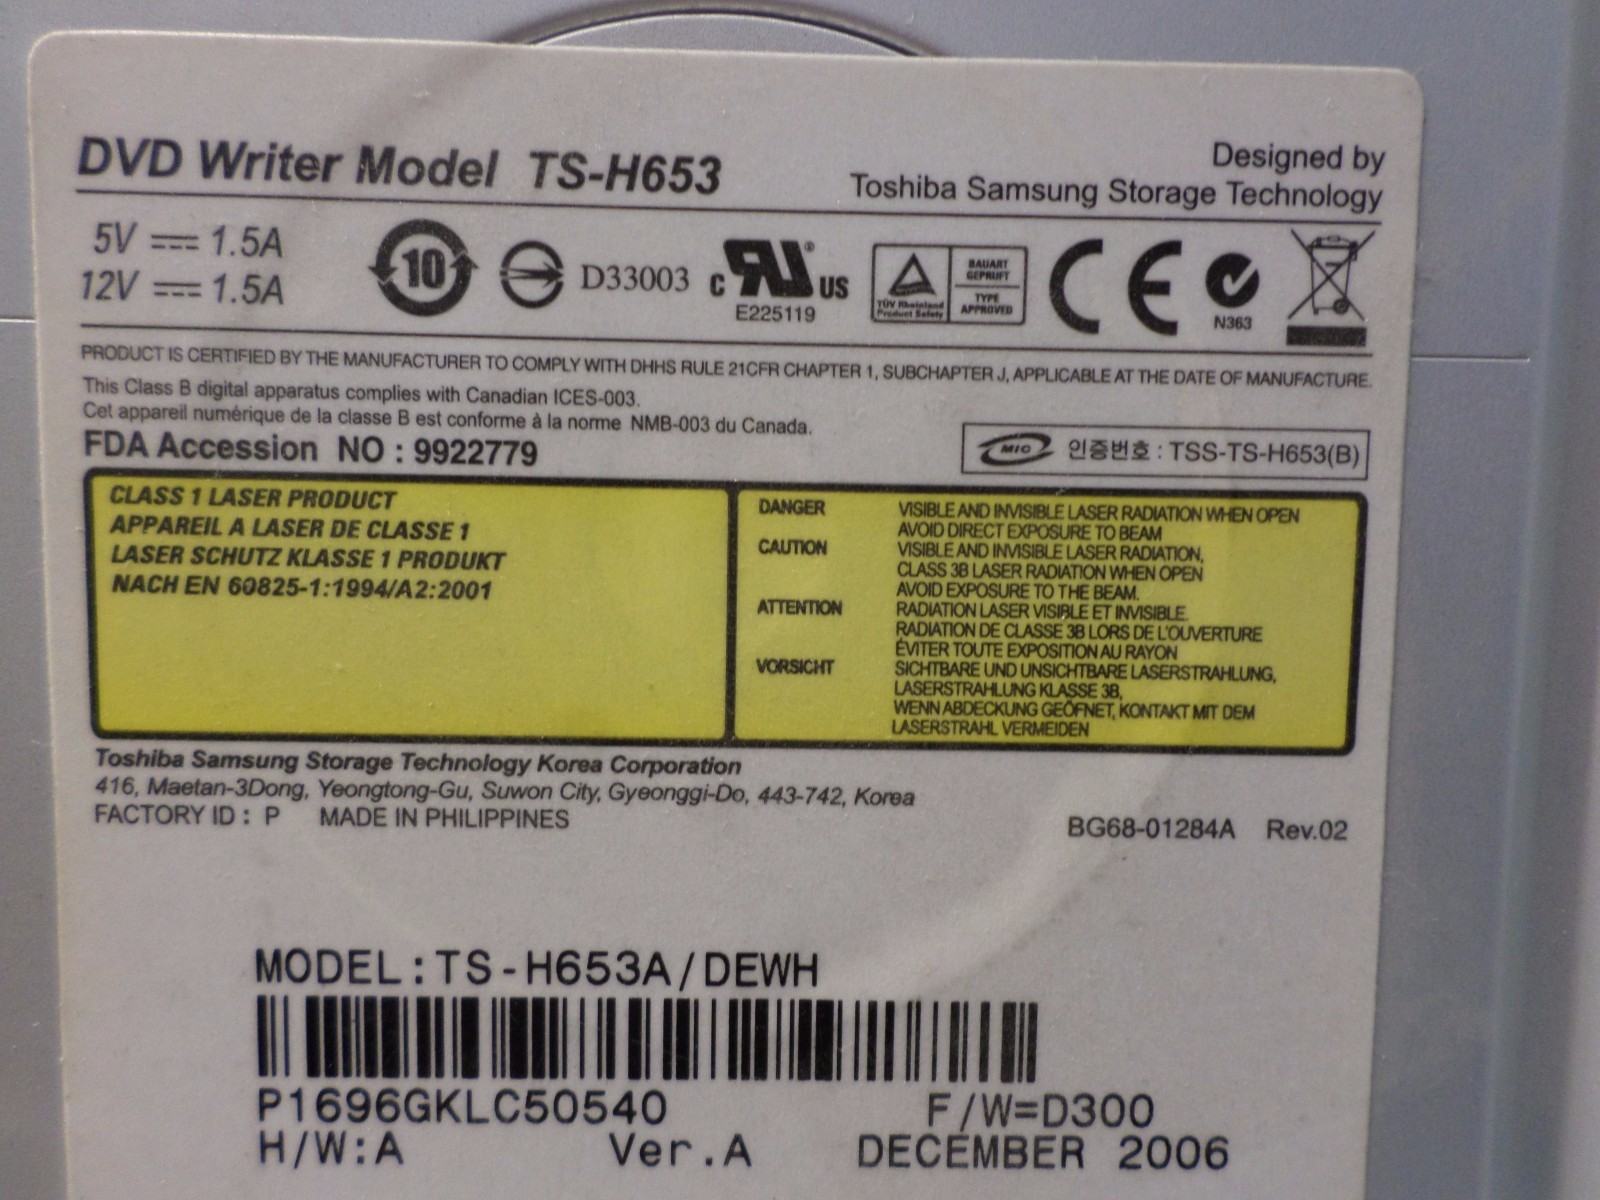 DVD Writer Model TS-H653
Designed by
Toshiba Samsung Storage Technology
5V ⎓ 1.5A
12V ⎓ 1.5A
10
D33003
C RU ® US
E225119
TÜV Rheinland
Product Safety
BAUART
GEPRÜFT
TYPE
APPROVED
CE
N363
PRODUCT IS CERTIFIED BY THE MANUFACTURER TO COMPLY WITH DHHS RULE 21CFR CHAPTER 1, SUBCHAPTER J, APPLICABLE AT THE DATE OF MANUFACTURE.
This Class B digital apparatus complies with Canadian ICES-003.
Cet appareil numérique de la classe B est conforme à la norme NMB-003 du Canada.
FDA Accession NO : 9922779
MIC 인증번호 : TSS-TS-H653(B)
CLASS 1 LASER PRODUCT
APPAREIL A LASER DE CLASSE 1
LASER SCHUTZ KLASSE 1 PRODUKT
NACH EN 60825-1:1994/A2:2001
DANGER VISIBLE AND INVISIBLE LASER RADIATION WHEN OPEN
AVOID DIRECT EXPOSURE TO BEAM
CAUTION VISIBLE AND INVISIBLE LASER RADIATION,
CLASS 3B LASER RADIATION WHEN OPEN
AVOID EXPOSURE TO THE BEAM.
ATTENTION RADIATION LASER VISIBLE ET INVISIBLE.
RADIATION DE CLASSE 3B LORS DE L'OUVERTURE
ÉVITER TOUTE EXPOSITION AU RAYON
VORSICHT SICHTBARE UND UNSICHTBARE LASERSTRAHLUNG,
LASERSTRAHLUNG KLASSE 3B,
WENN ABDECKUNG GEÖFNET, KONTAKT MIT DEM
LASERSTRAHL VERMEIDEN
Toshiba Samsung Storage Technology Korea Corporation
416, Maetan-3Dong, Yeongtong-Gu, Suwon City, Gyeonggi-Do, 443-742, Korea
FACTORY ID : P MADE IN PHILIPPINES
BG68-01284A Rev.02
MODEL:TS-H653A/DEWH
P1696GKLC50540 F/W=D300
H/W:A Ver.A DECEMBER 2006